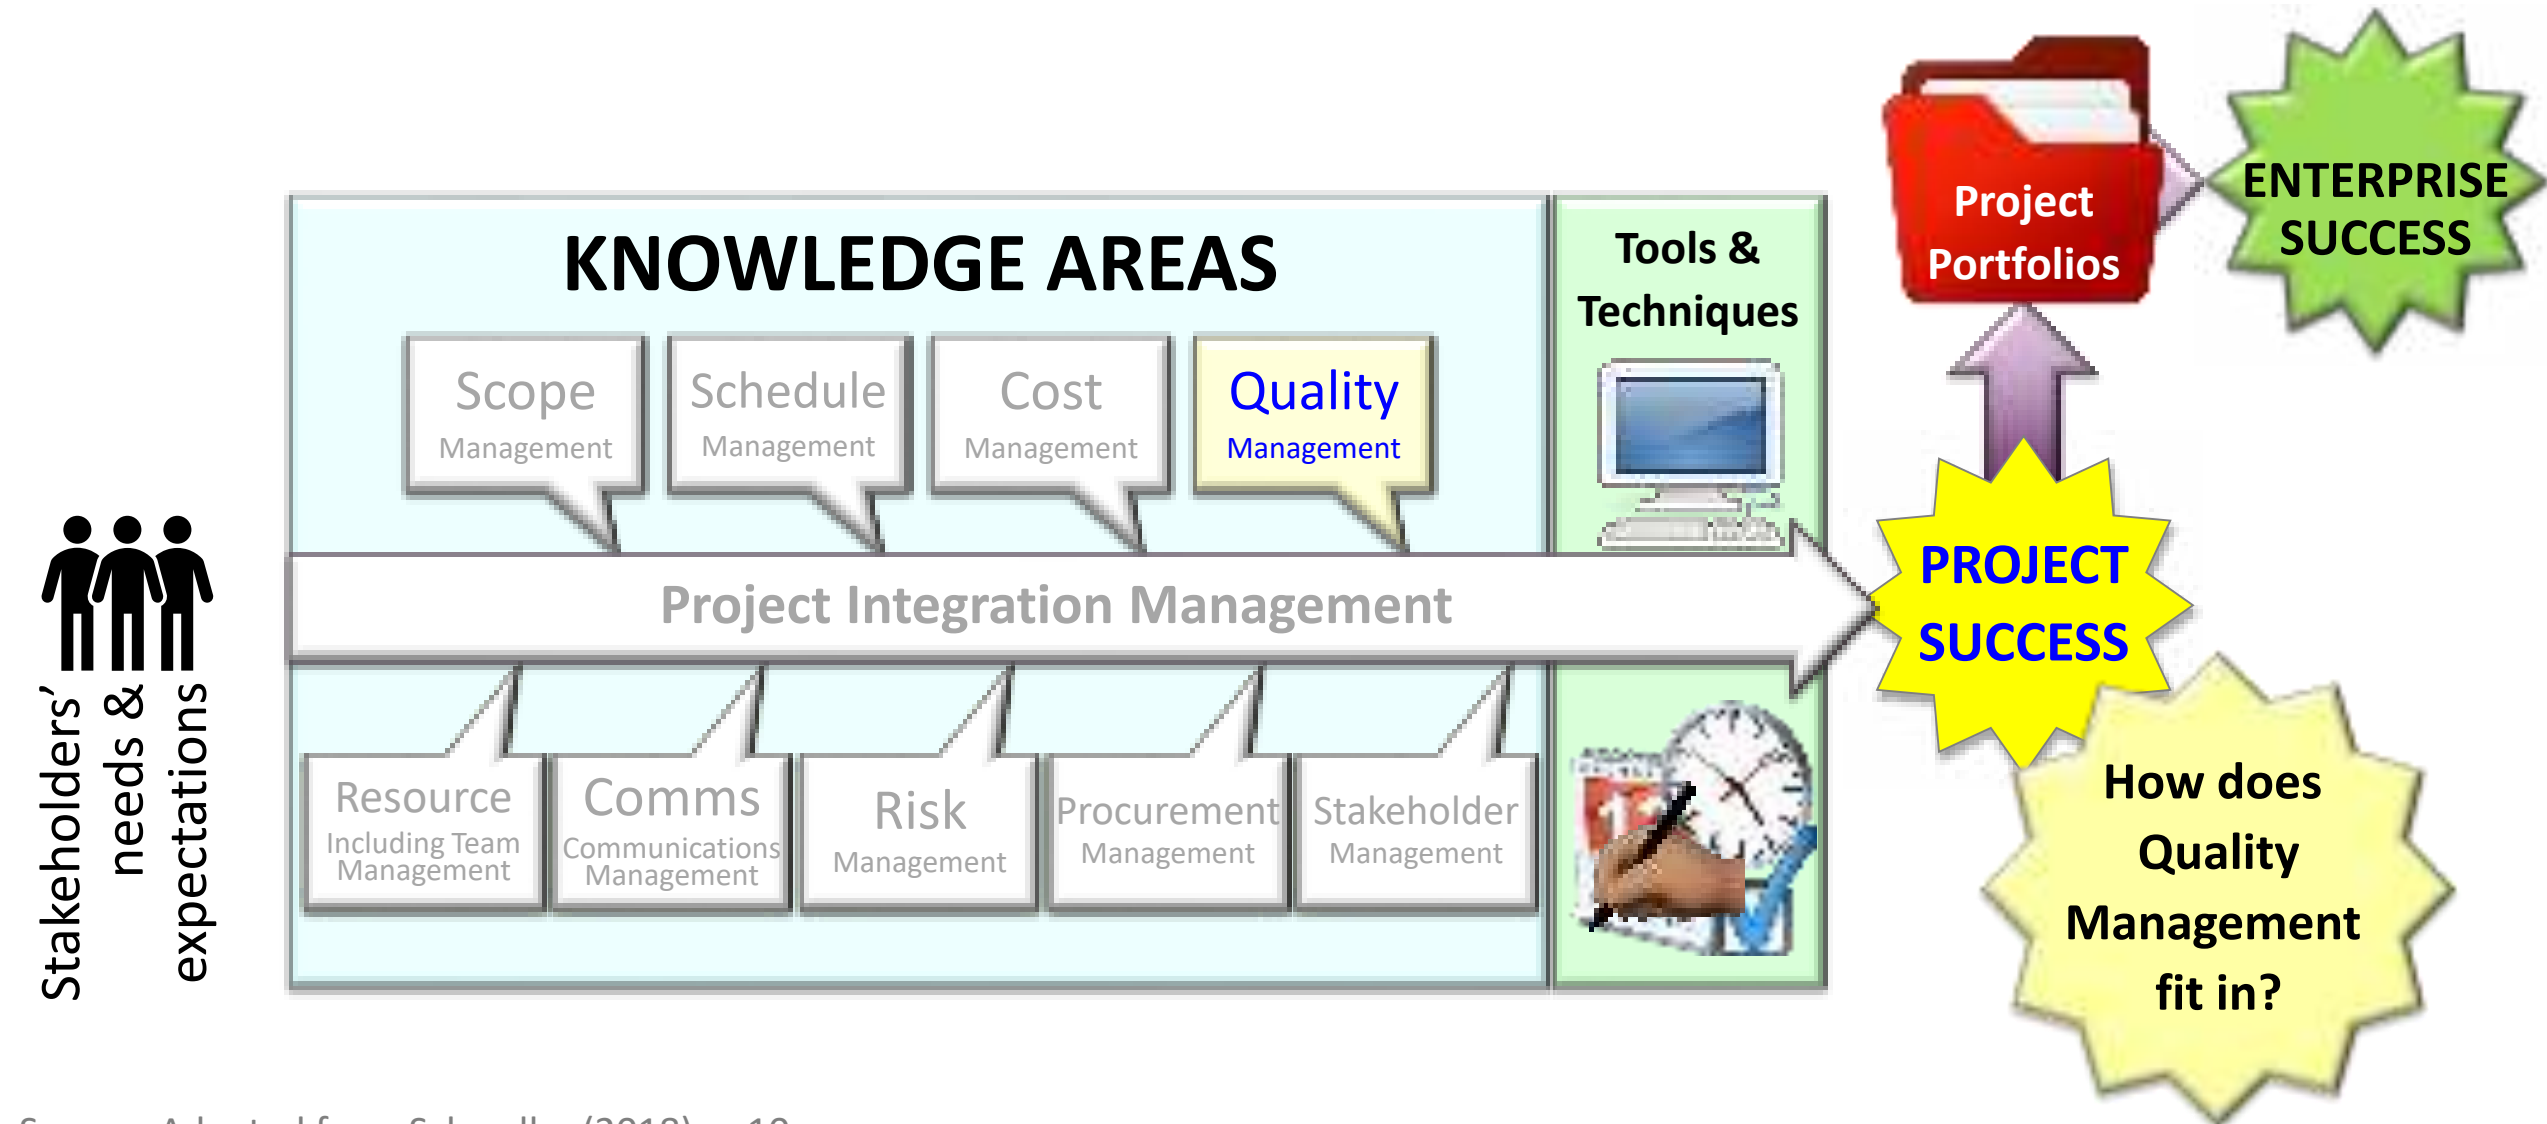 KNOWLEDGE AREAS
Scope
Management
Schedule
Management
Cost
Management
Quality
Management
Tools &
Techniques
Project
Portfolios
ENTERPRISE
SUCCESS
Project Integration Management
PROJECT
SUCCESS
Stakeholders’
needs &
expectations
Resource
Including Team
Management
Comms
Communications
Management
Risk
Management
Procurement
Management
Stakeholder
Management
How does
Quality
Management
fit in?